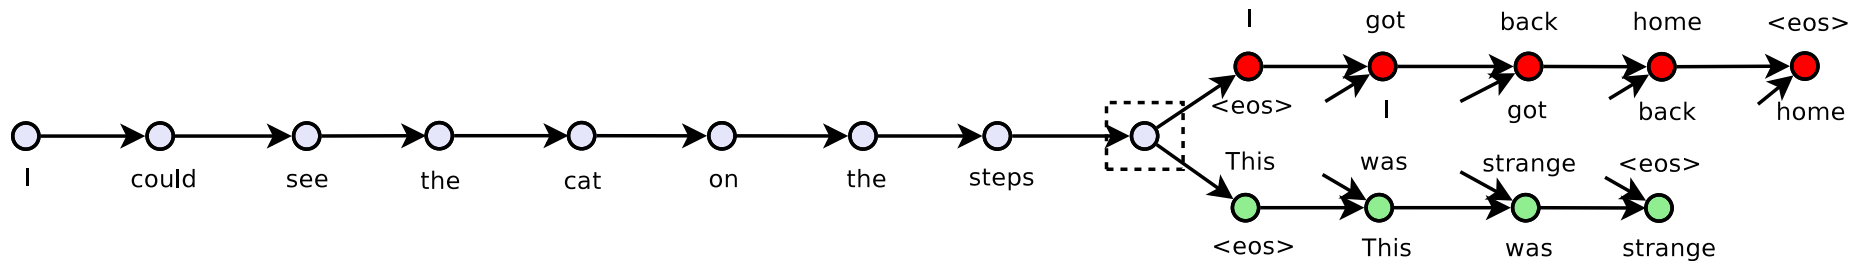 I got back home <eos>
<eos> I got back home
I could see the cat on the steps
This was strange <eos>
<eos> This was strange